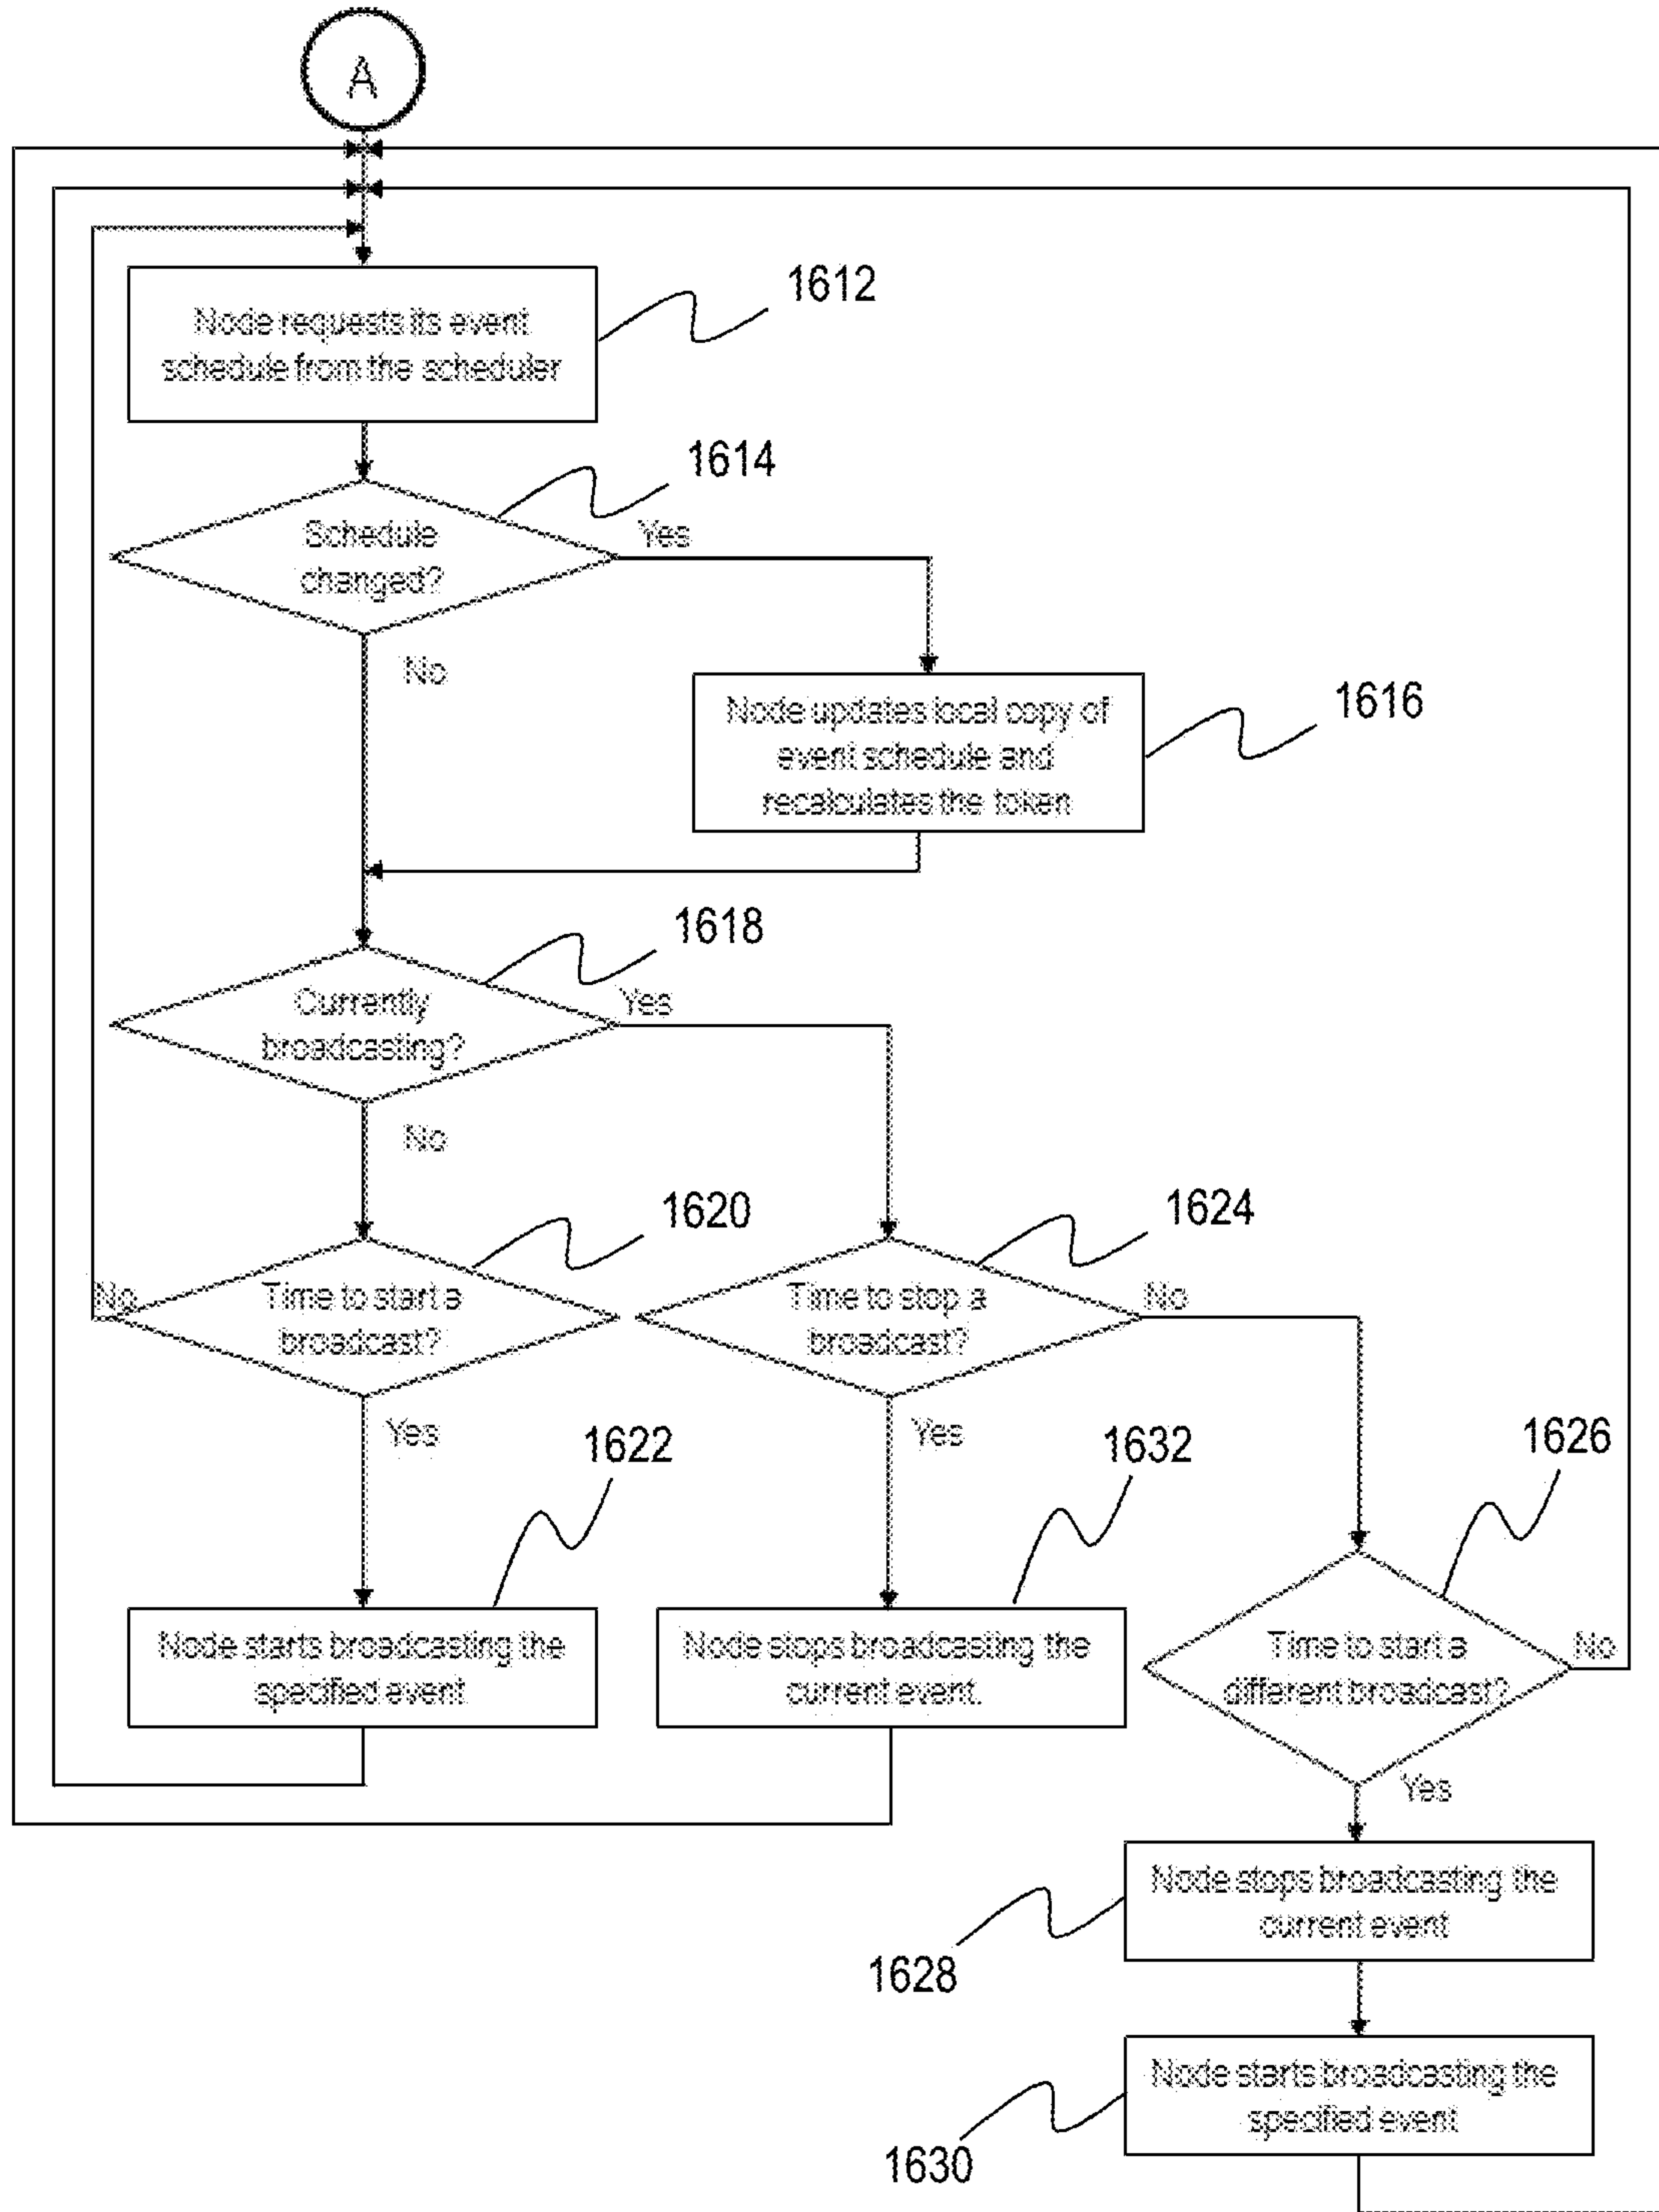 A
Node requests its event
schedule from the scheduler
1612
1614
Schedule
changed?
Yes
No
Node updates local copy of
event schedule and
recalculates the token
1616
1618
Currently
broadcasting?
Yes
No
1620
1624
No
Time to start a
broadcast?
Time to stop a
broadcast?
No
Yes
Yes
1622
1632
1626
Node starts broadcasting the
specified event
Node stops broadcasting the
current event.
Time to start a
different broadcast?
No
Yes
Node stops broadcasting the
current event
1628
Node starts broadcasting the
specified event
1630